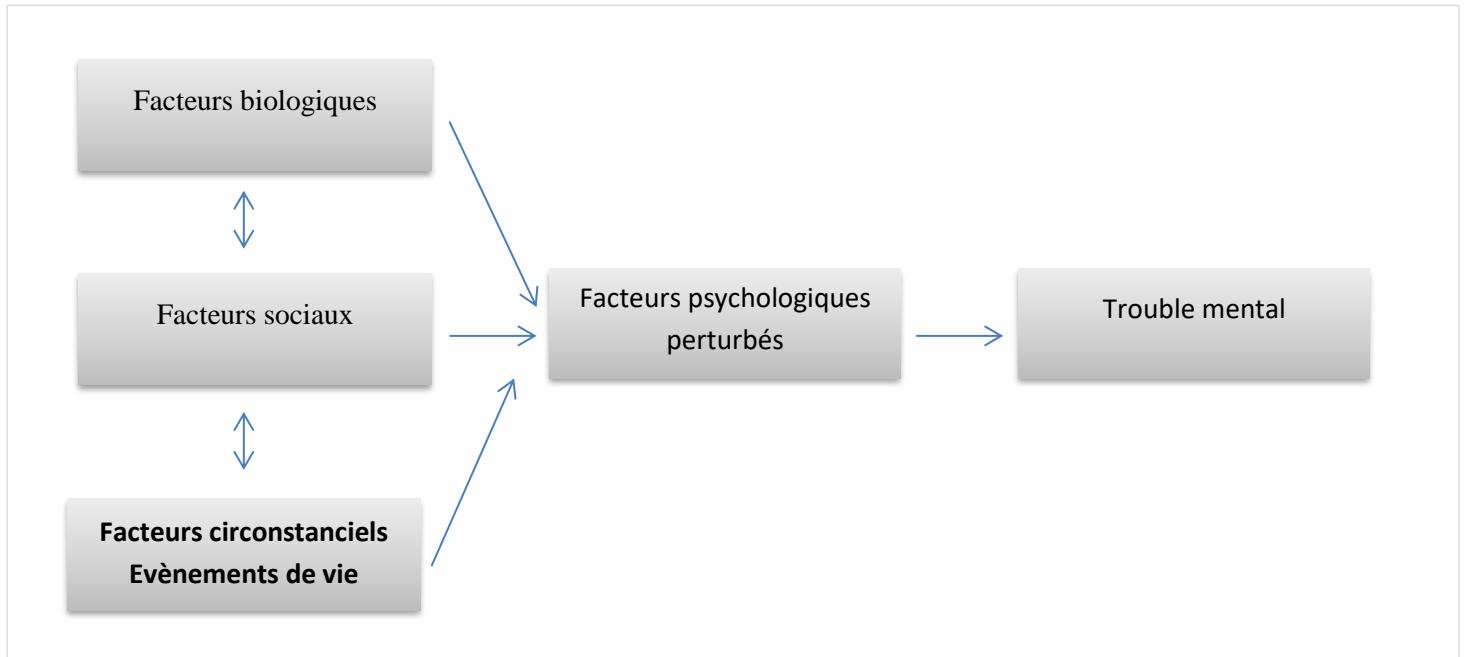 Facteurs biologiques
Facteurs sociaux
Facteurs circonstanciels
Evènements de vie
Facteurs psychologiques
perturbés
Trouble mental